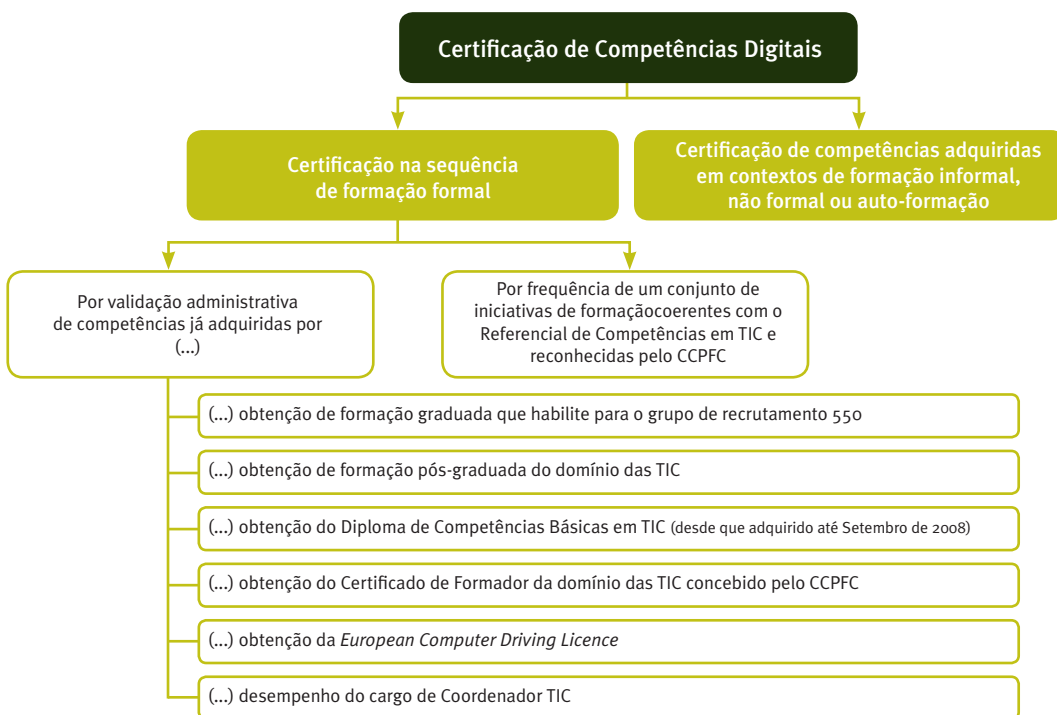 Certificação de Competências Digitais
Certificação na sequência
de formação formal
Certificação de competências adquiridas
em contextos de formação informal,
não formal ou auto-formação
Por validação administrativa
de competências já adquiridas por
(...)
Por frequência de um conjunto de
iniciativas de formaçãocoerentes com o
Referencial de Competências em TIC e
reconhecidas pelo CCPFC
(...) obtenção de formação graduada que habilite para o grupo de recrutamento 550
(...) obtenção de formação pós-graduada do domínio das TIC
(...) obtenção do Diploma de Competências Básicas em TIC (desde que adquirido até Setembro de 2008)
(...) obtenção do Certificado de Formador da domínio das TIC concebido pelo CCPFC
(...) obtenção da European Computer Driving Licence
(...) desempenho do cargo de Coordenador TIC